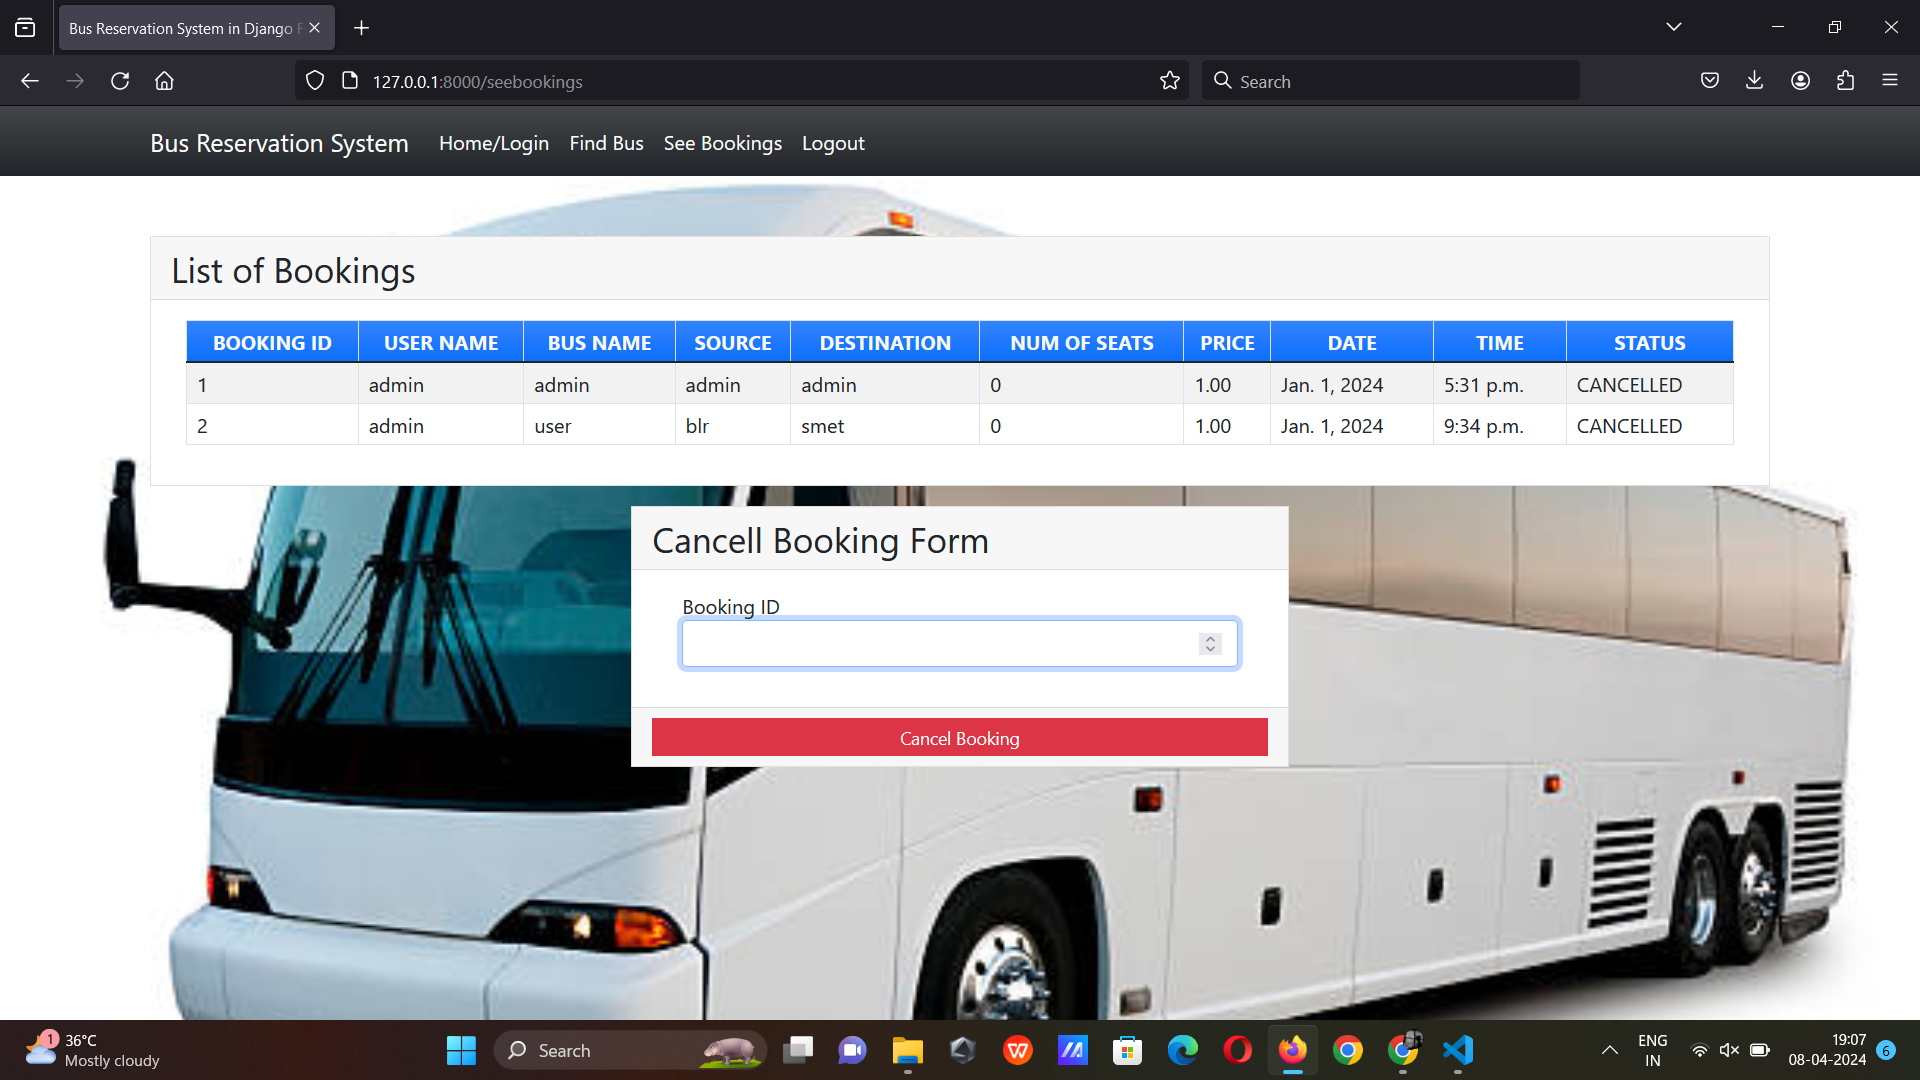 Bus Reservation System in Django F
127.0.0.1:8000/seebookings
Search
Bus Reservation System Home/Login Find Bus See Bookings Logout
List of Bookings
BOOKING ID USER NAME BUS NAME SOURCE DESTINATION NUM OF SEATS PRICE DATE TIME STATUS
1 admin admin admin admin 0 1.00 Jan. 1, 2024 5:31 p.m. CANCELLED
2 admin user blr smet 0 1.00 Jan. 1, 2024 9:34 p.m. CANCELLED
Cancell Booking Form
Booking ID
Cancel Booking
1
36°C
Mostly cloudy
Search
ENG
IN
19:07
08-04-2024
6